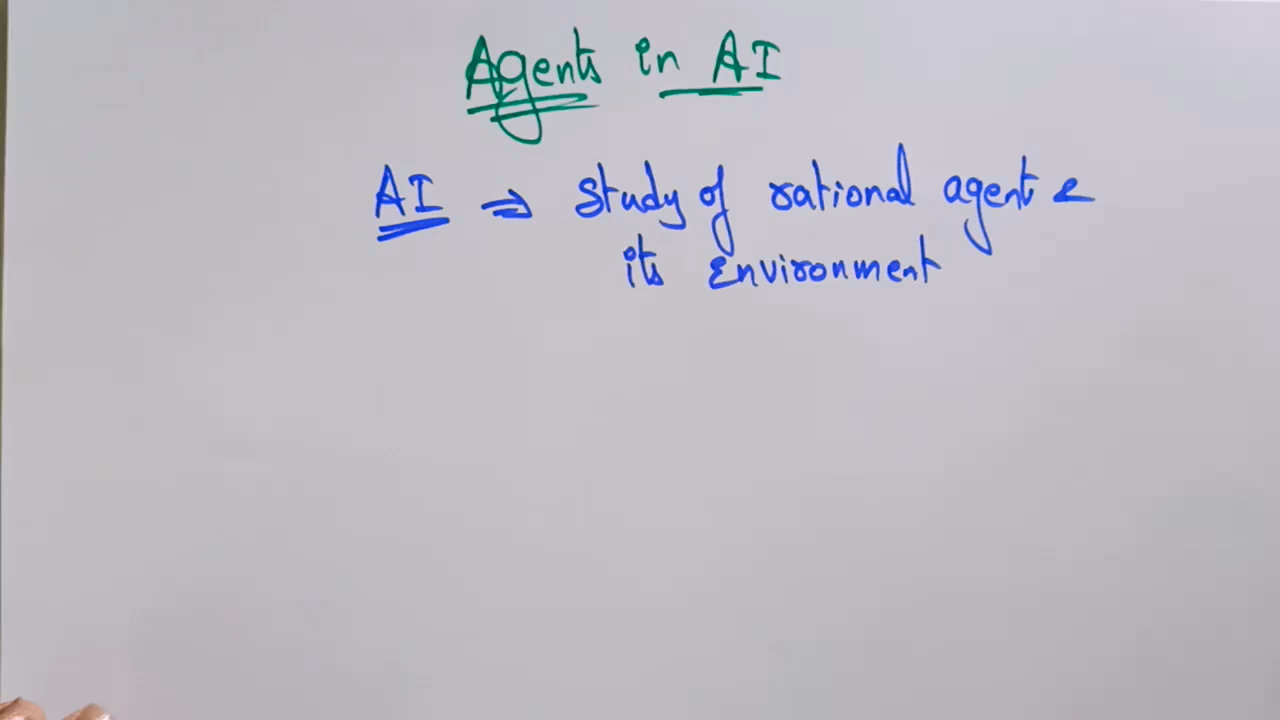 Agents in AI
AI ⇒ study of rational agent &
its Environment